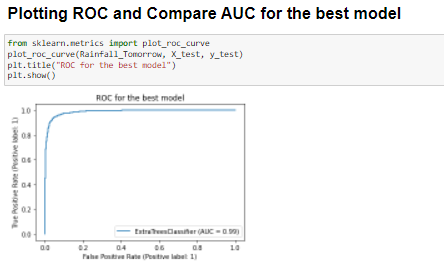 Plotting ROC and Compare AUC for the best model
from sklearn.metrics import plot_roc_curve
plot_roc_curve(Rainfall_Tomorrow, X_test, y_test)
plt.title("ROC for the best model")
plt.show()
ROC for the best model
True Positive Rate (Positive label: 1)
1.0
0.8
0.6
0.4
0.2
0.0
ExtraTreesClassifier (AUC = 0.99)
0.0 0.2 0.4 0.6 0.8 1.0
False Positive Rate (Positive label: 1)